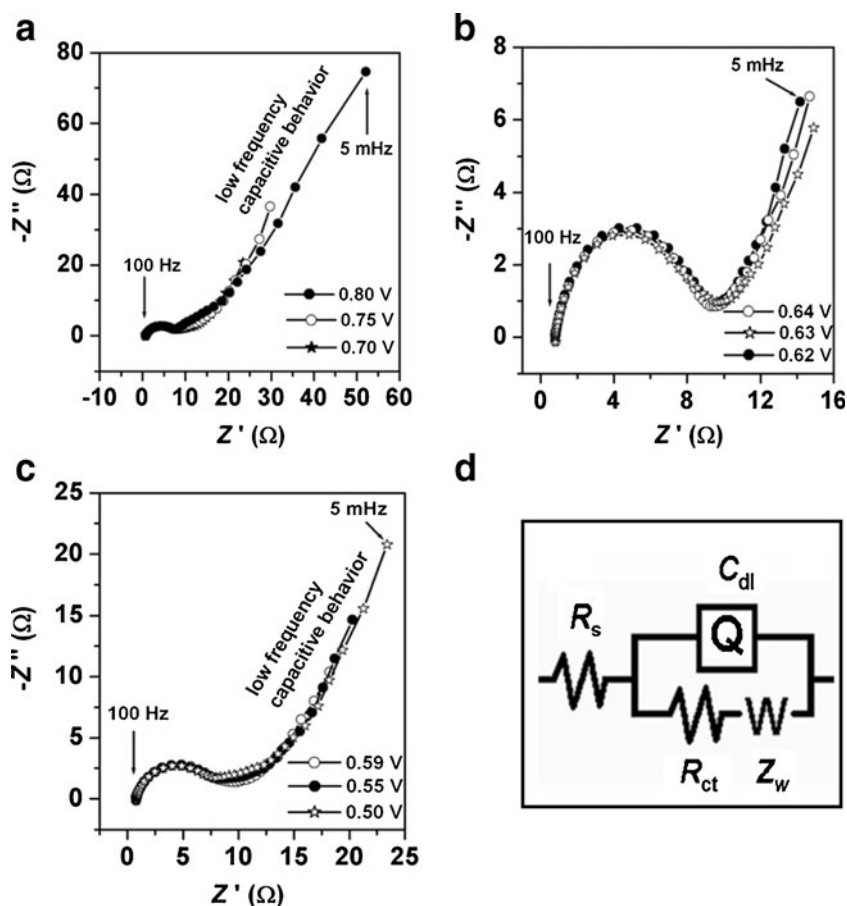 a
80
60
40
20
0
-Z" (Ω)
low frequency
capacitive behavior
5 mHz
100 Hz
0.80 V
0.75 V
0.70 V
-10 0 10 20 30 40 50 60
Z ' (Ω)
b
8
6
4
2
0
-Z" (Ω)
5 mHz
100 Hz
0.64 V
0.63 V
0.62 V
0 4 8 12 16
Z ' (Ω)
c
25
20
15
10
5
0
-Z" (Ω)
5 mHz
low frequency
capacitive behavior
100 Hz
0.59 V
0.55 V
0.50 V
0 5 10 15 20 25
Z ' (Ω)
d
Cdl
Rs
Q
Rct Zw